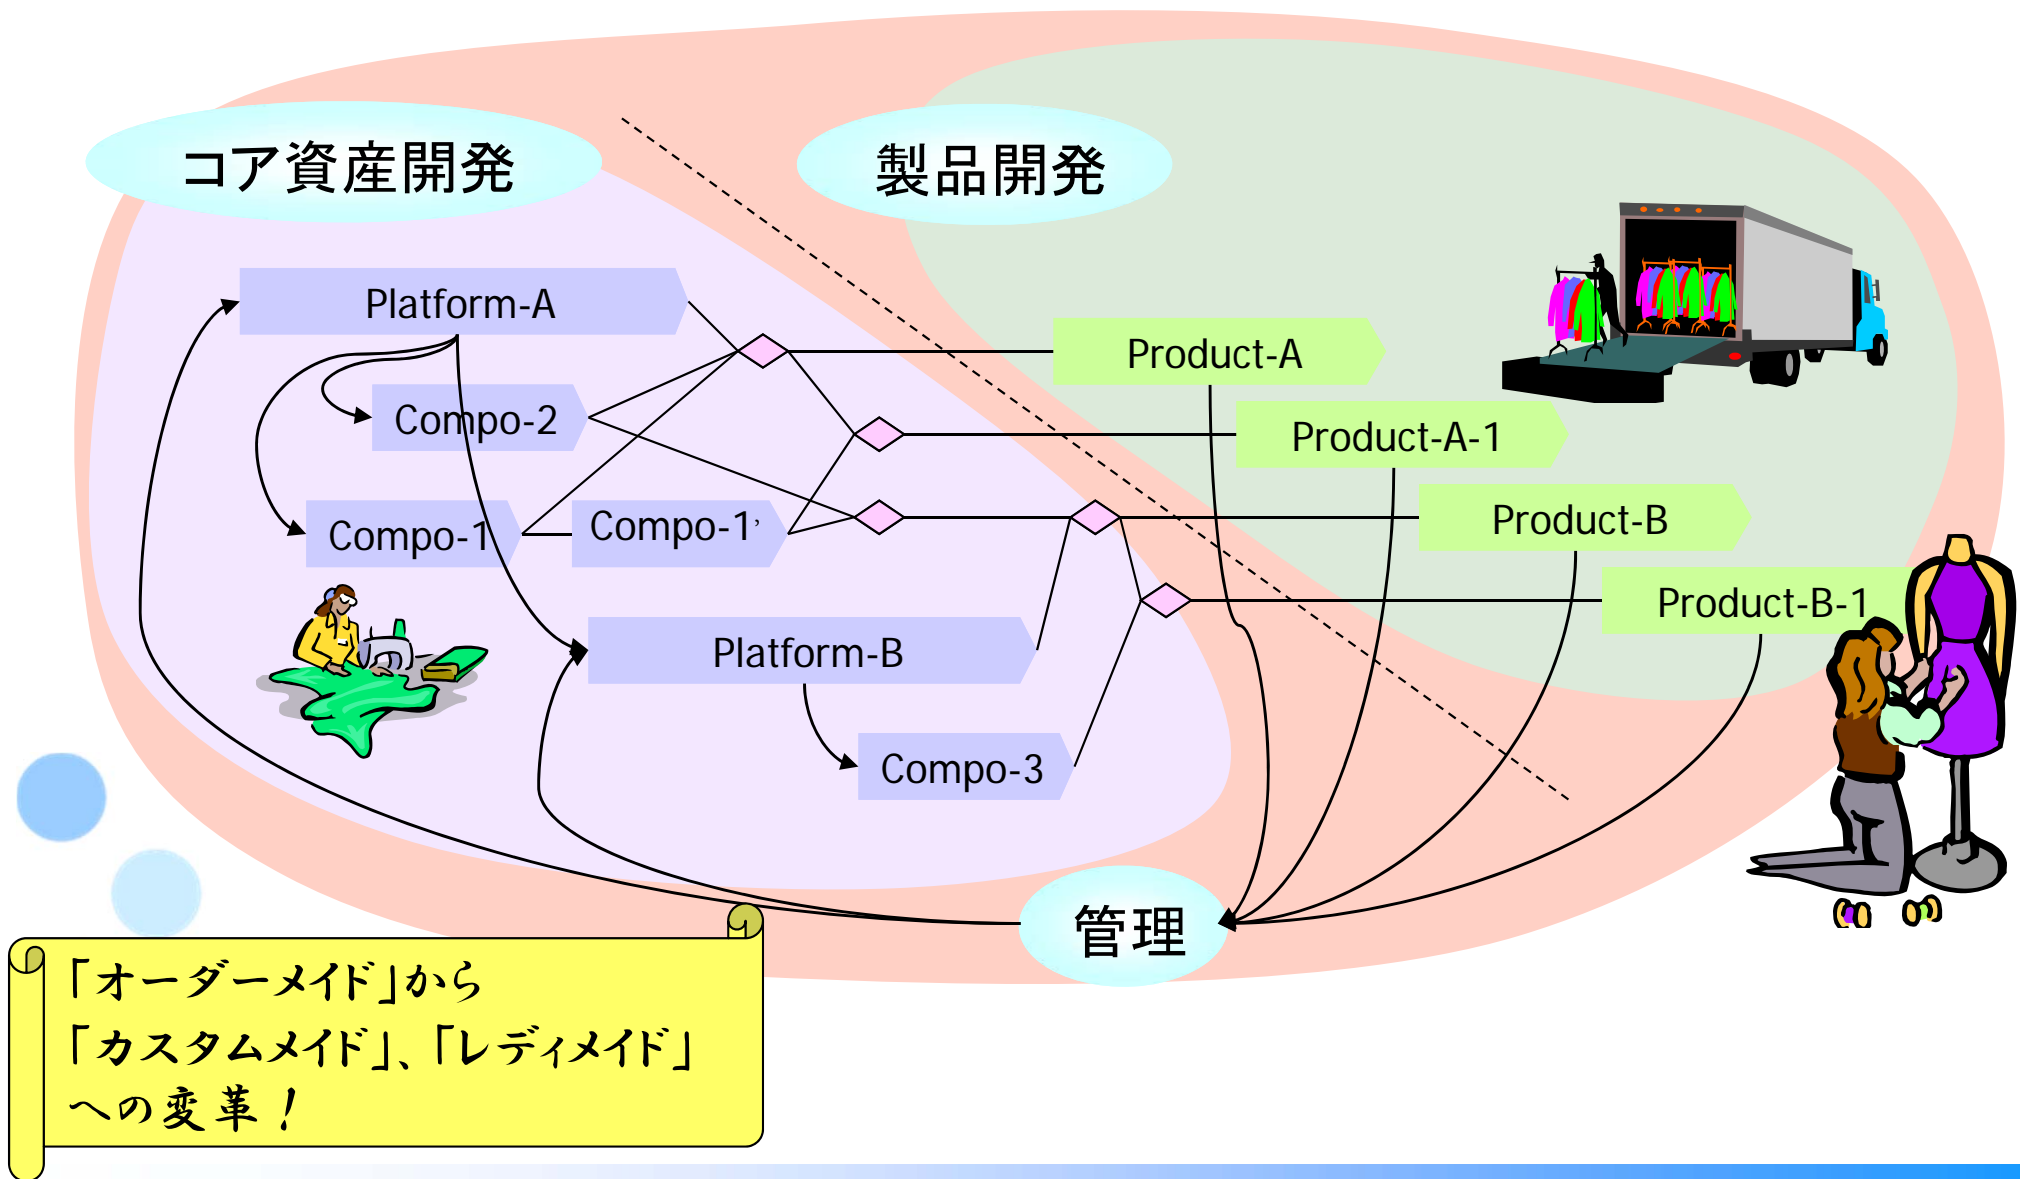 コア資産開発
製品開発
Platform-A
Product-A
Compo-2
Product-A-1
Compo-1
Compo-1’
Product-B
Product-B-1
Platform-B
Compo-3
管理
「オーダーメイド」から
「カスタムメイド」、「レディメイド」
への変革！